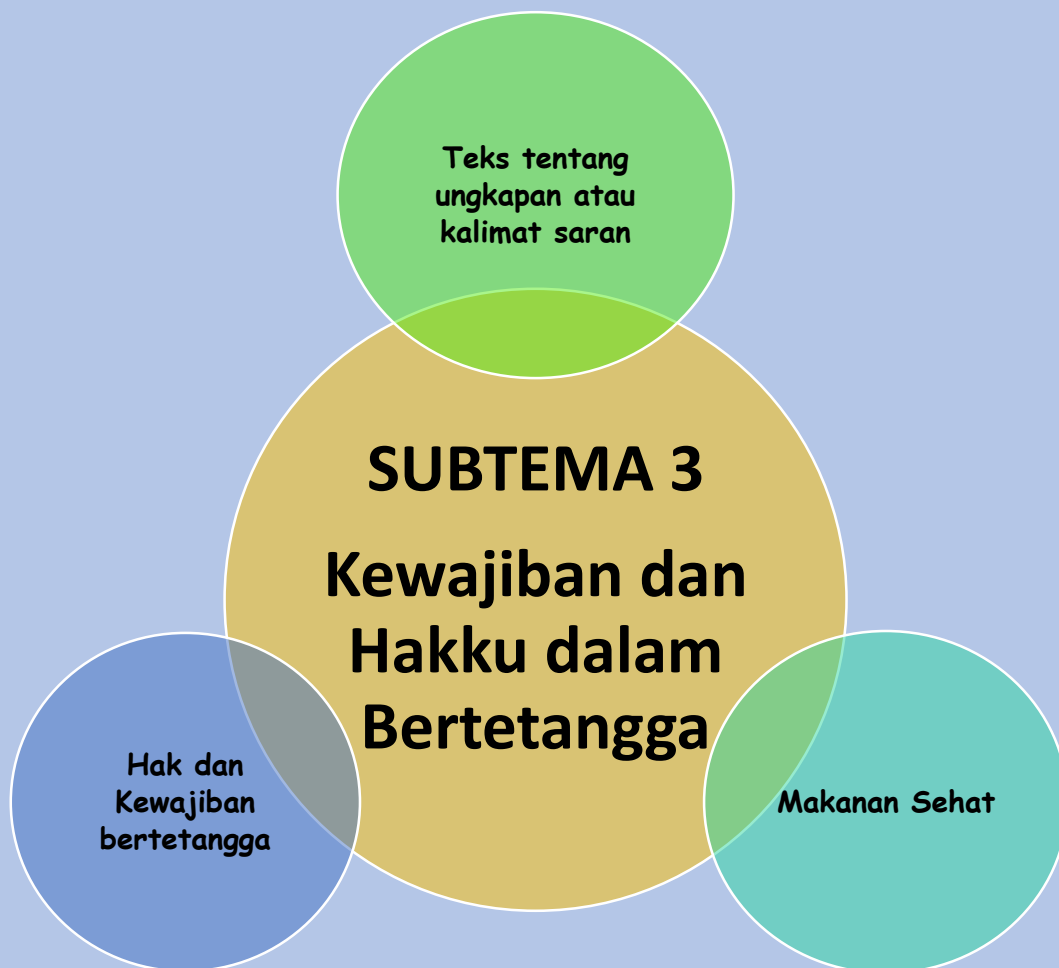 Teks tentang
ungkapan atau
kalimat saran
SUBTEMA 3
Kewajiban dan
Hakku dalam
Bertetangga
Hak dan
Kewajiban
bertetangga
Makanan Sehat